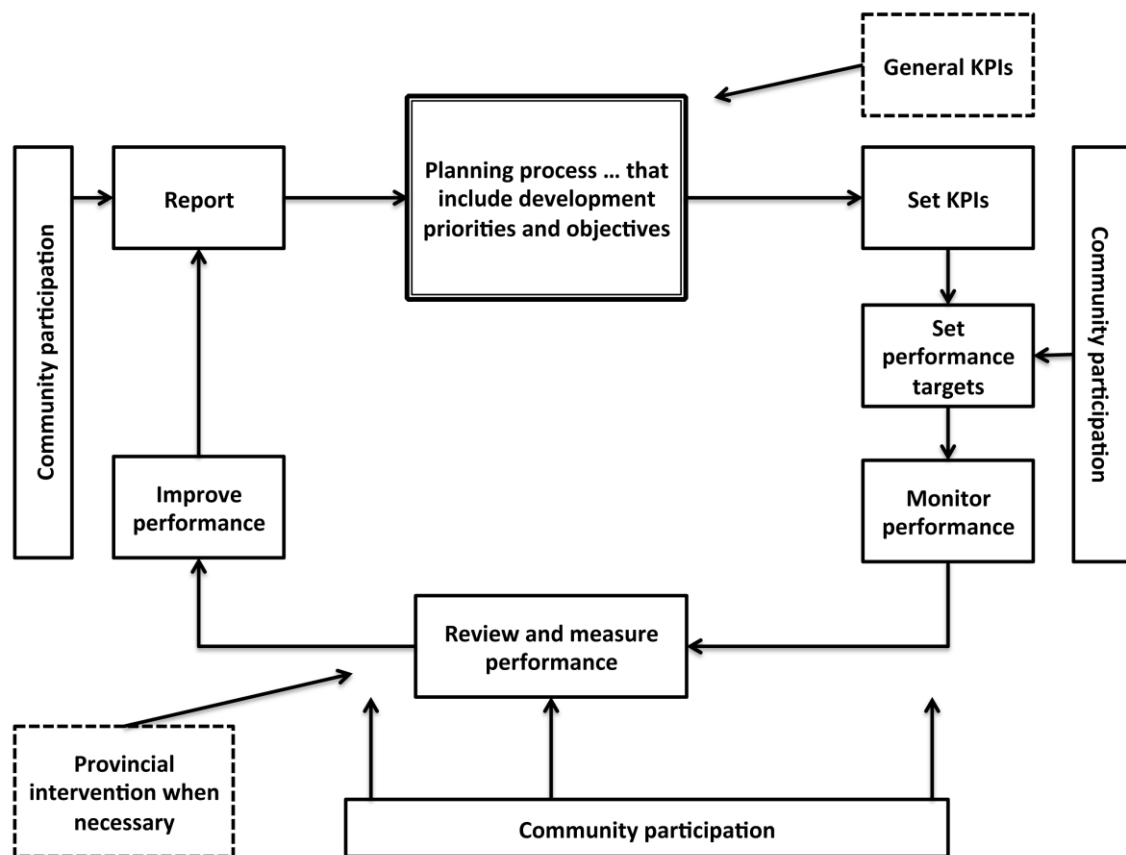 General KPIs
Planning process ... that
include development
priorities and objectives
Report
Set KPIs
Community participation
Community participation
Set
performance
targets
Improve
performance
Monitor
performance
Review and measure
performance
Provincial
intervention when
necessary
Community participation